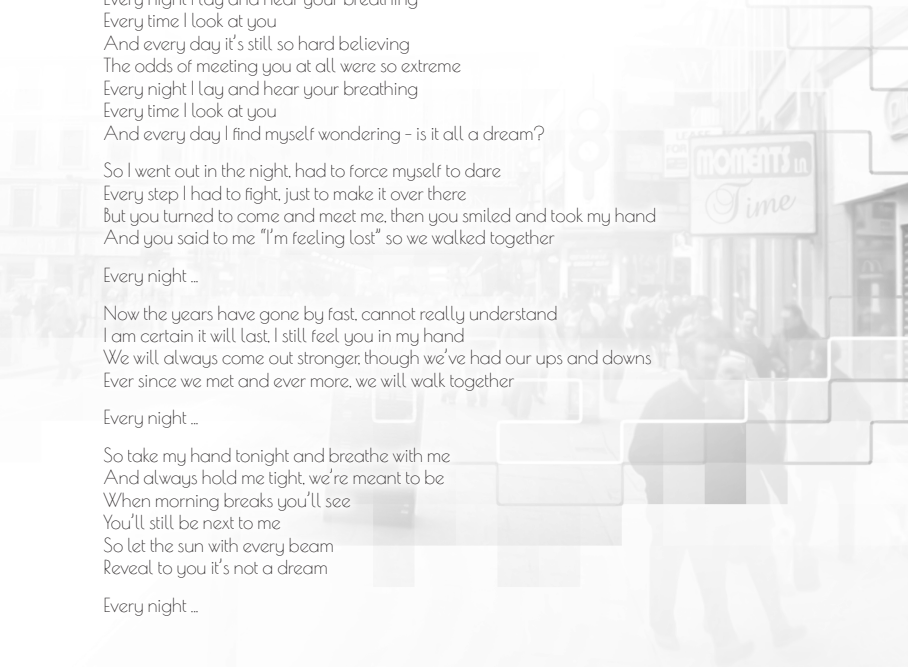 Every night I lay and hear your breathing
Every time I look at you
And every day it's still so hard believing
The odds of meeting you at all were so extreme
Every night I lay and hear your breathing
Every time I look at you
And every day I find myself wondering – is it all a dream?
So I went out in the night, had to force myself to dare
Every step I had to fight, just to make it over there
But you turned to come and meet me, then you smiled and took my hand
And you said to me "I'm feeling lost" so we walked together
Every night ...
Now the years have gone by fast, cannot really understand
I am certain it will last, I still feel you in my hand
We will always come out stronger, though we've had our ups and downs
Ever since we met and ever more, we will walk together
Every night ...
So take my hand tonight and breathe with me
And always hold me tight, we're meant to be
When morning breaks you'll see
You'll still be next to me
So let the sun with every beam
Reveal to you it's not a dream
Every night ...
MOMENTS in
Time